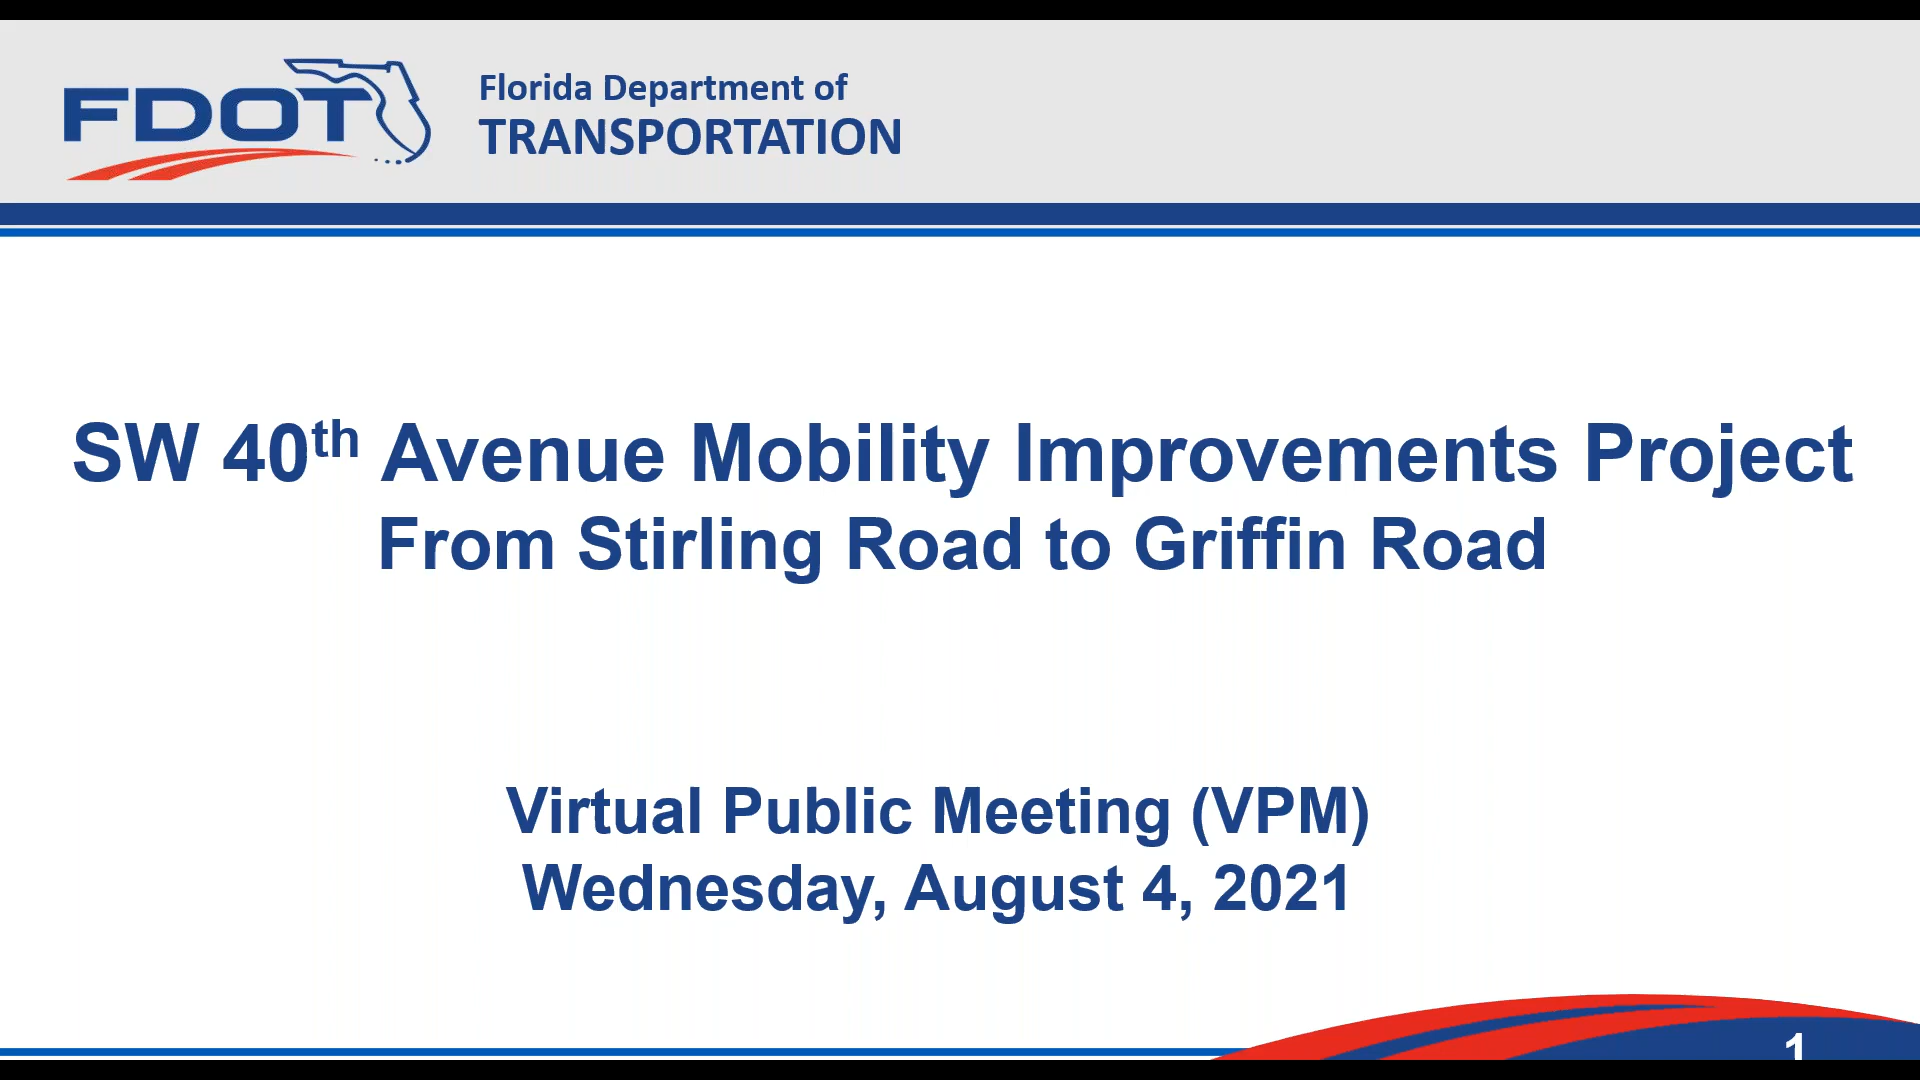 FDOT
Florida Department of
TRANSPORTATION
SW 40th Avenue Mobility Improvements Project
From Stirling Road to Griffin Road
Virtual Public Meeting (VPM)
Wednesday, August 4, 2021
1